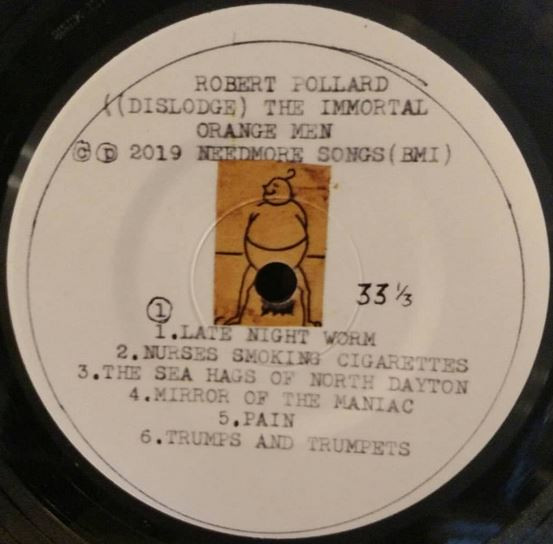 ROBERT POLLARD
((DISLODGE) THE IMMORTAL
ORANGE MEN
© ℗ 2019 NEEDMORE SONGS(BMI)
33 ⅓
①
1.LATE NIGHT WORM
2.NURSES SMOKING CIGARETTES
3.THE SEA HAGS OF NORTH DAYTON
4.MIRROR OF THE MANIAC
5.PAIN
6.TRUMPS AND TRUMPETS